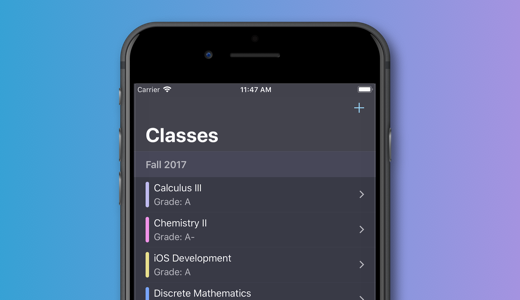 Carrier 11:47 AM
+
Classes
Fall 2017
Calculus III
Grade: A
Chemistry II
Grade: A-
iOS Development
Grade: A
Discrete Mathematics